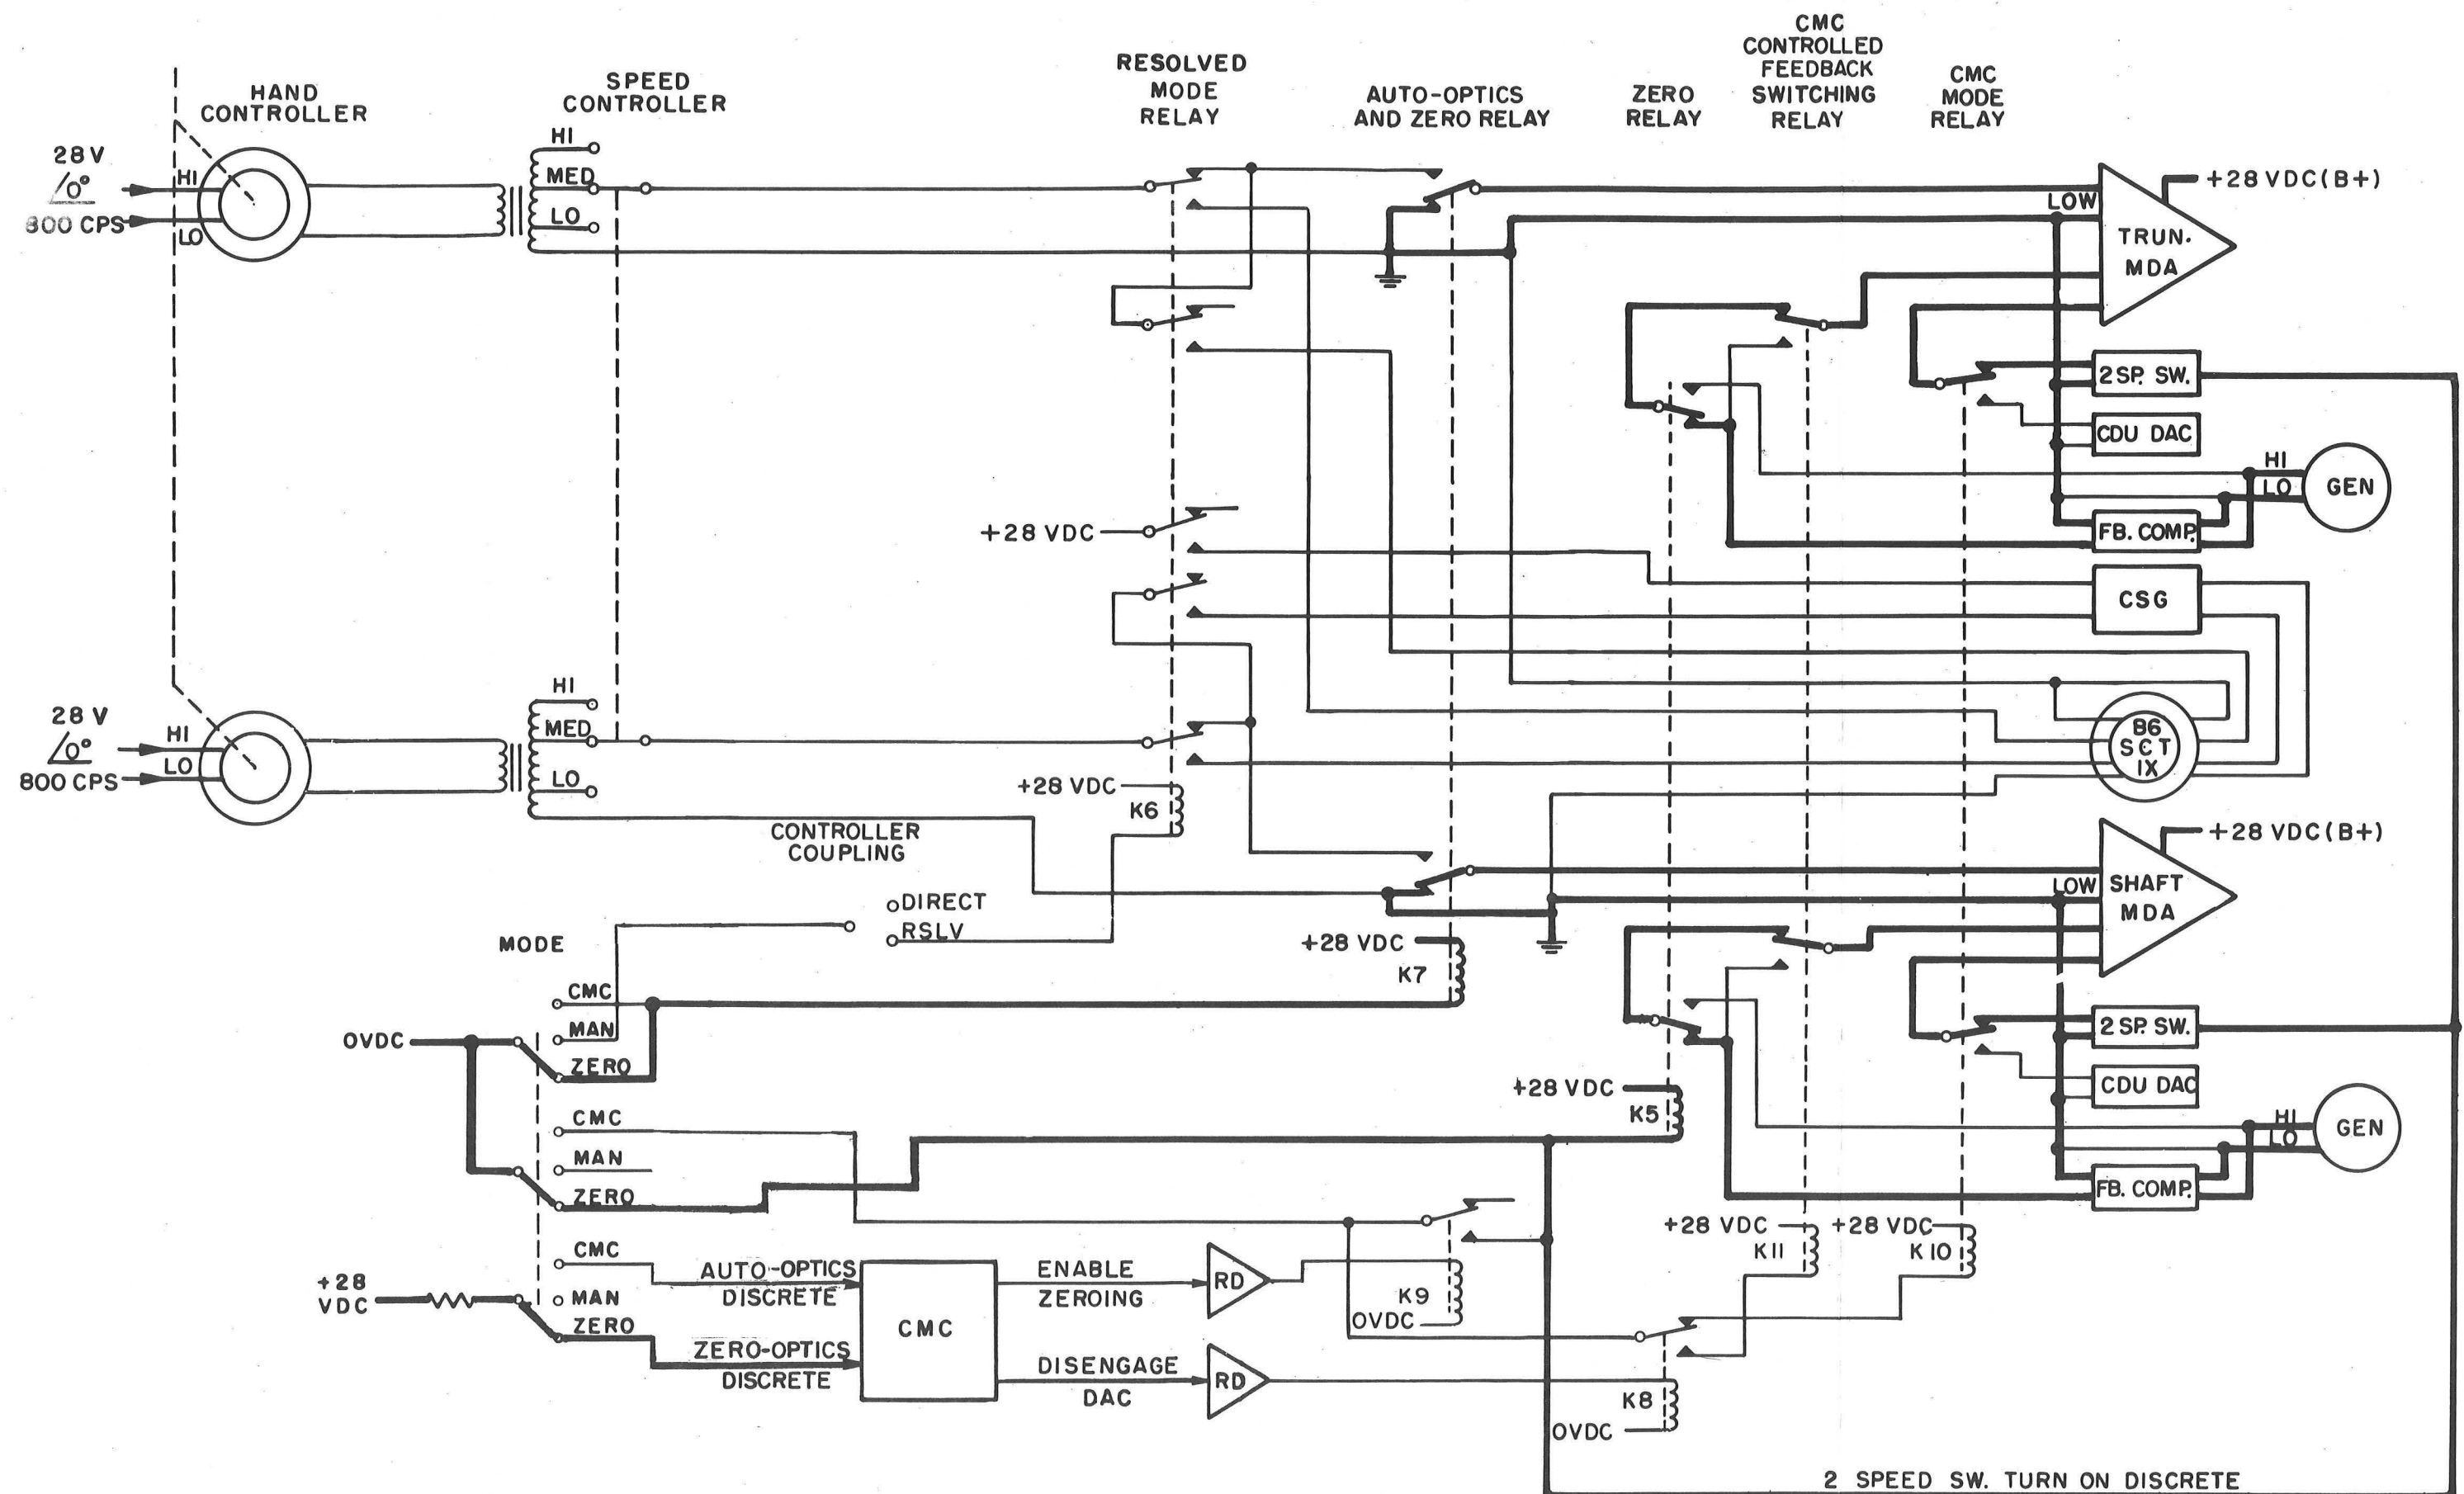 HAND
CONTROLLER
SPEED
CONTROLLER
RESOLVED
MODE
RELAY
AUTO-OPTICS
AND ZERO RELAY
ZERO
RELAY
CMC
CONTROLLED
FEEDBACK
SWITCHING
RELAY
CMC
MODE
RELAY
28V
/0°
800 CPS
HI
LO
HI
MED
LO
+28 VDC (B+)
LOW
TRUN.
MDA
2 SP. SW.
CDU DAC
HI
LO
GEN
FB. COMP.
+28 VDC
CSG
B6
SCT
1X
28 V
/0°
800 CPS
HI
LO
HI
MED
LO
+28 VDC
K6
CONTROLLER
COUPLING
DIRECT
RSLV
+28 VDC (B+)
LOW
SHAFT
MDA
+28 VDC
K7
MODE
CMC
MAN
ZERO
OVDC
2 SP. SW.
CDU DAC
HI
LO
GEN
FB. COMP.
+28 VDC
K5
CMC
MAN
ZERO
+28 VDC
K11
+28 VDC
K10
CMC
MAN
ZERO
+28
VDC
AUTO-OPTICS
DISCRETE
ZERO-OPTICS
DISCRETE
CMC
ENABLE
ZEROING
RD
K9
OVDC
DISENGAGE
DAC
RD
K8
OVDC
2 SPEED SW. TURN ON DISCRETE